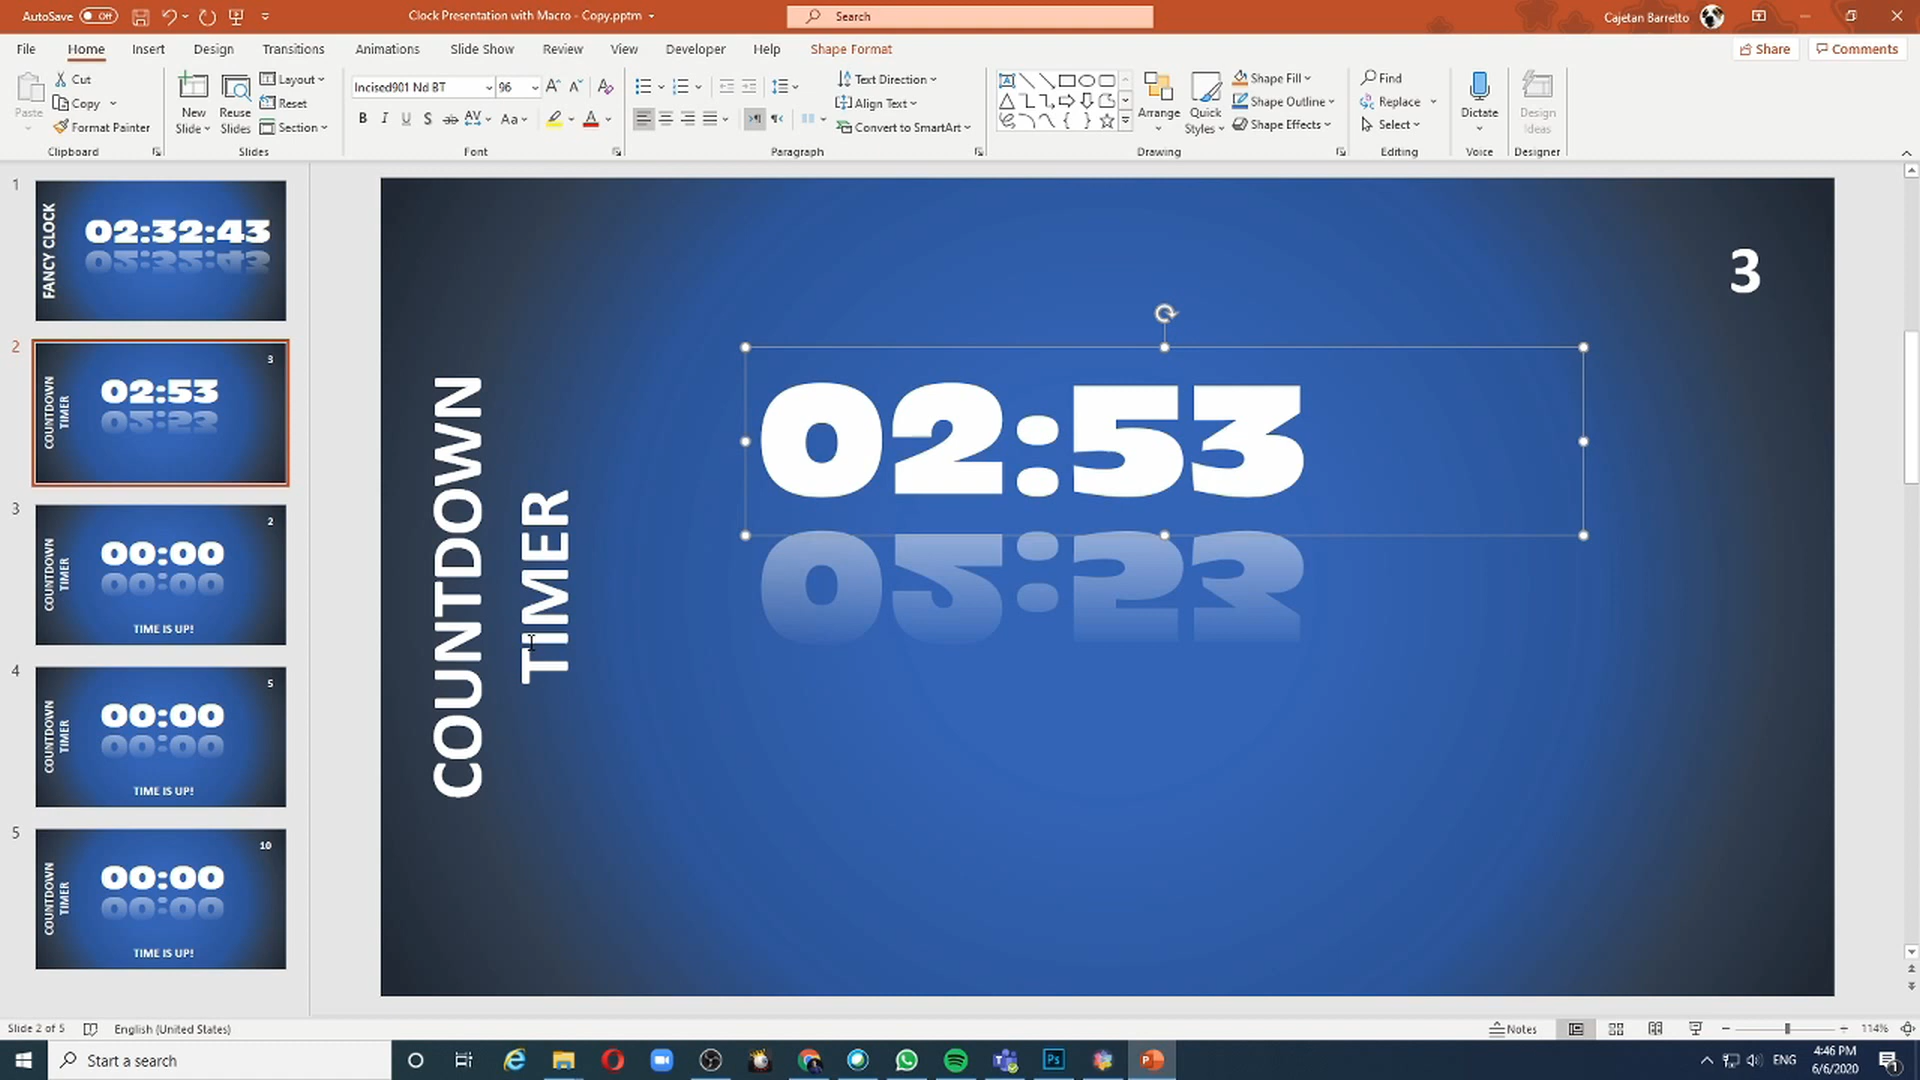 AutoSave Off
Clock Presentation with Macro - Copy.pptm
Search
Cajetan Barretto
File Home Insert Design Transitions Animations Slide Show Review View Developer Help Shape Format
Share Comments
Paste
Cut
Copy
Format Painter
Clipboard
New Slide
Reuse Slides
Layout
Reset
Section
Slides
Incised901 Nd BT 96
B I U S ab AV Aa A
Font
Text Direction
Align Text
Convert to SmartArt
Paragraph
Arrange
Quick Styles
Shape Fill
Shape Outline
Shape Effects
Drawing
Find
Replace
Select
Editing
Dictate
Voice
Design Ideas
Designer
1
FANCY CLOCK
02:32:43
2
3
COUNTDOWN
TIMER
02:53
3
2
COUNTDOWN
TIMER
00:00
TIME IS UP!
4
5
COUNTDOWN
TIMER
00:00
TIME IS UP!
5
10
COUNTDOWN
TIMER
00:00
TIME IS UP!
3
COUNTDOWN
TIMER
02:53
Slide 2 of 5
English (United States)
Notes
114%
Start a search
Ps
ENG
4:46 PM
6/6/2020
1